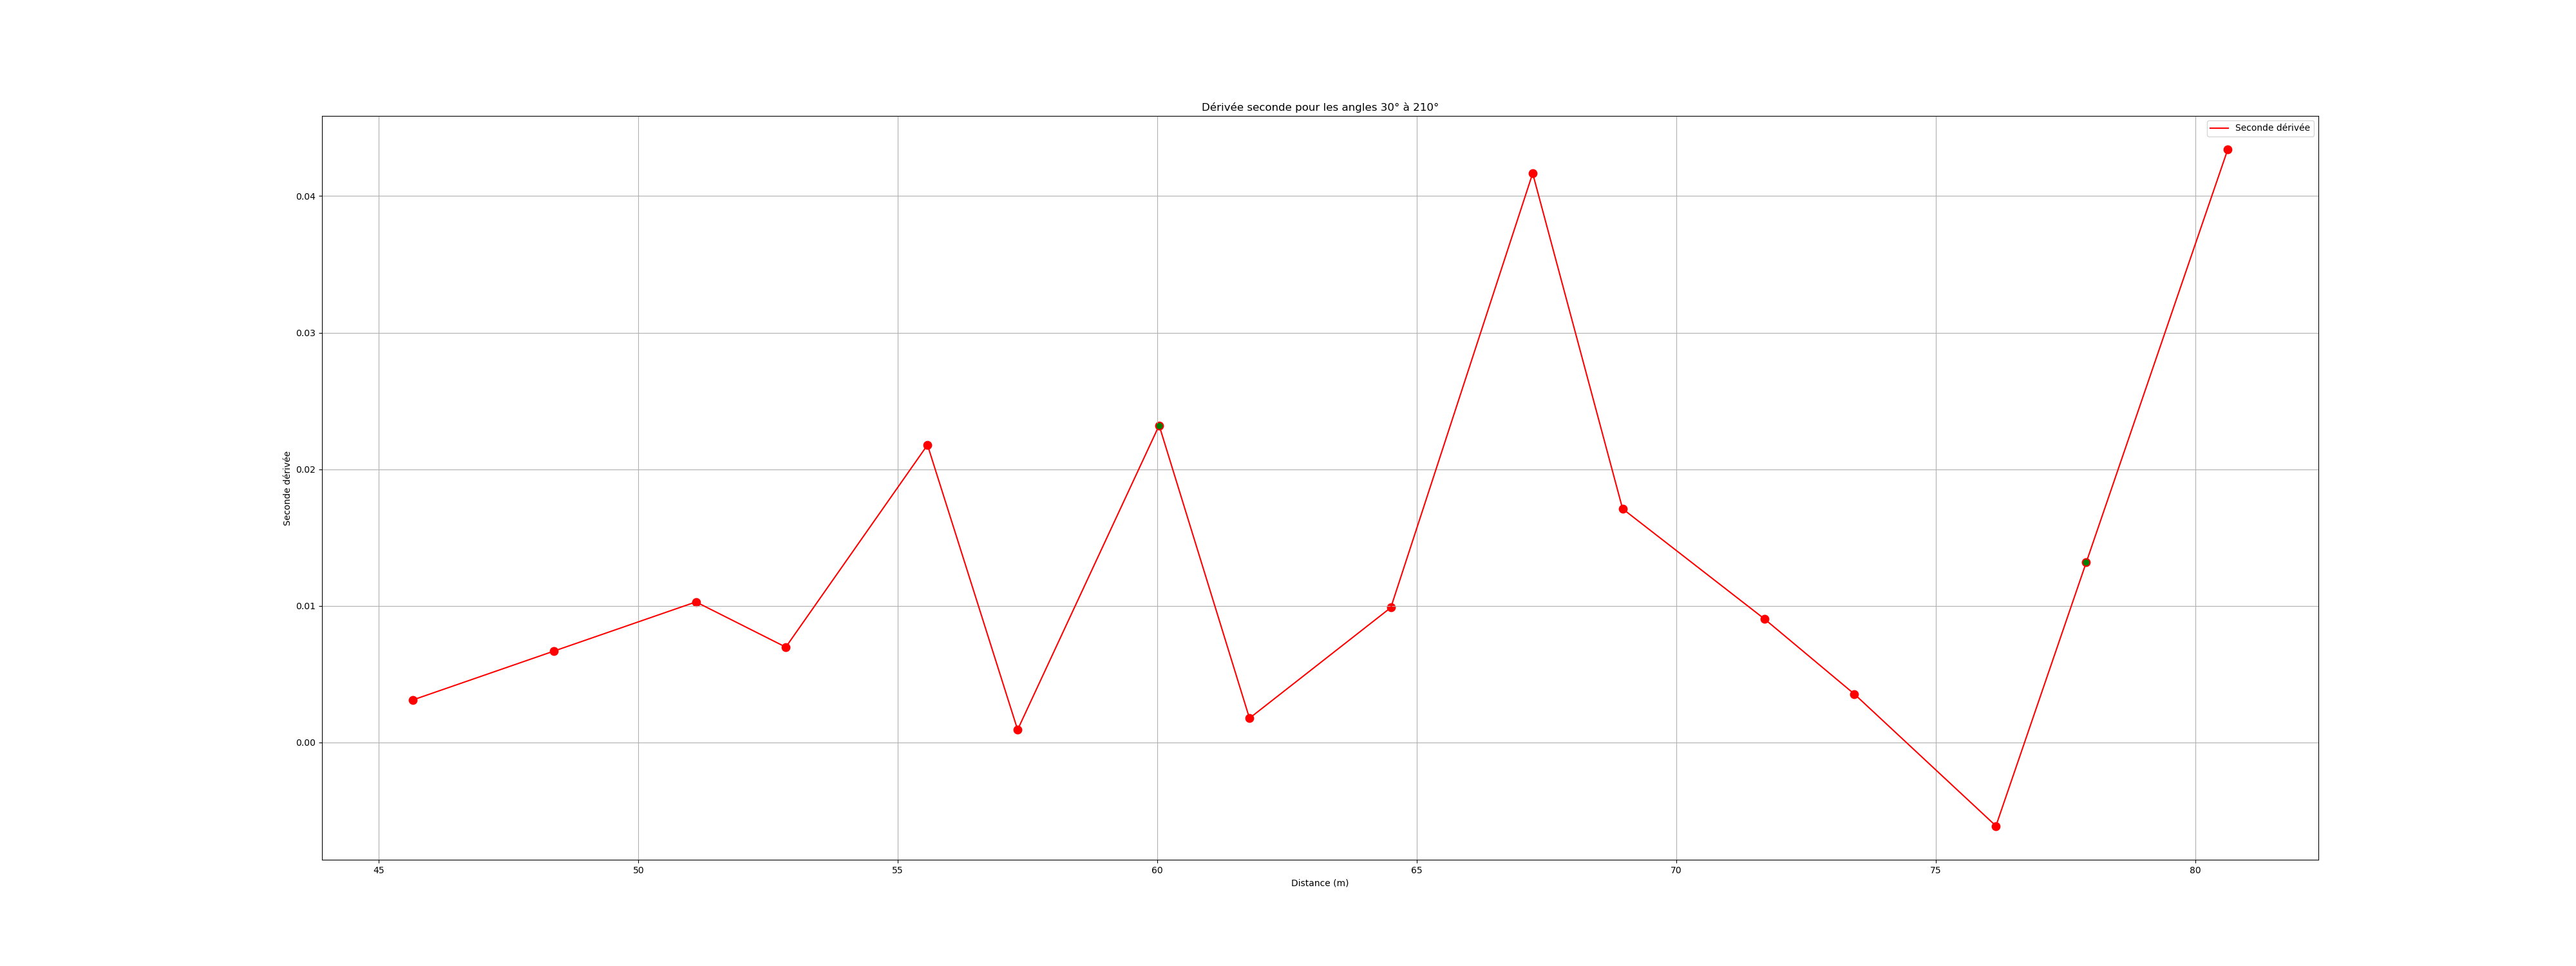 Dérivée seconde pour les angles 30° à 210°
Seconde dérivée
0.04
0.03
0.02
0.01
0.00
Seconde dérivée
45 50 55 60 65 70 75 80
Distance (m)